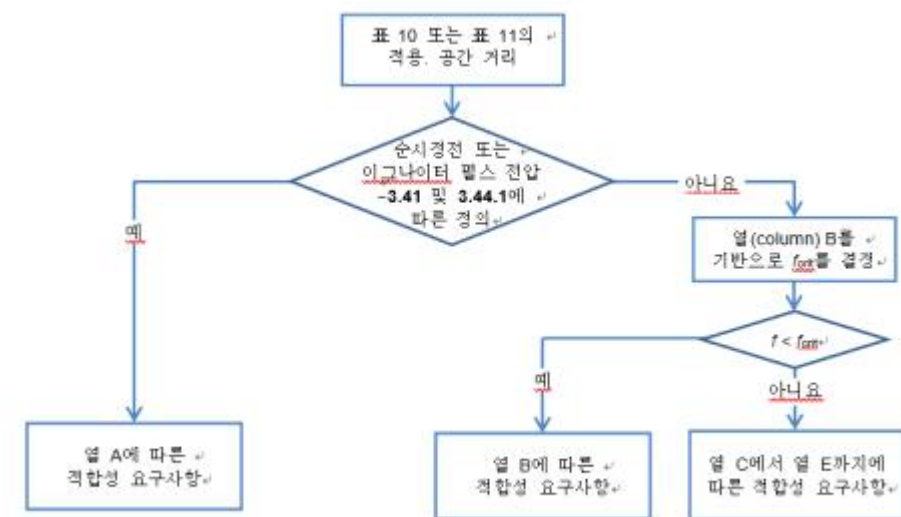 표 10 또는 표 11의
적용. 공간 거리
순시정전 또는
이그나이터 펄스 전압
–3.41 및 3.44.1에
따른 정의
아니요
예
열(column) B를
기반으로 fcrit를 결정
f < fcrit
예
아니요
열 A에 따른
적합성 요구사항
열 B에 따른
적합성 요구사항
열 C에서 열 E까지에
따른 적합성 요구사항